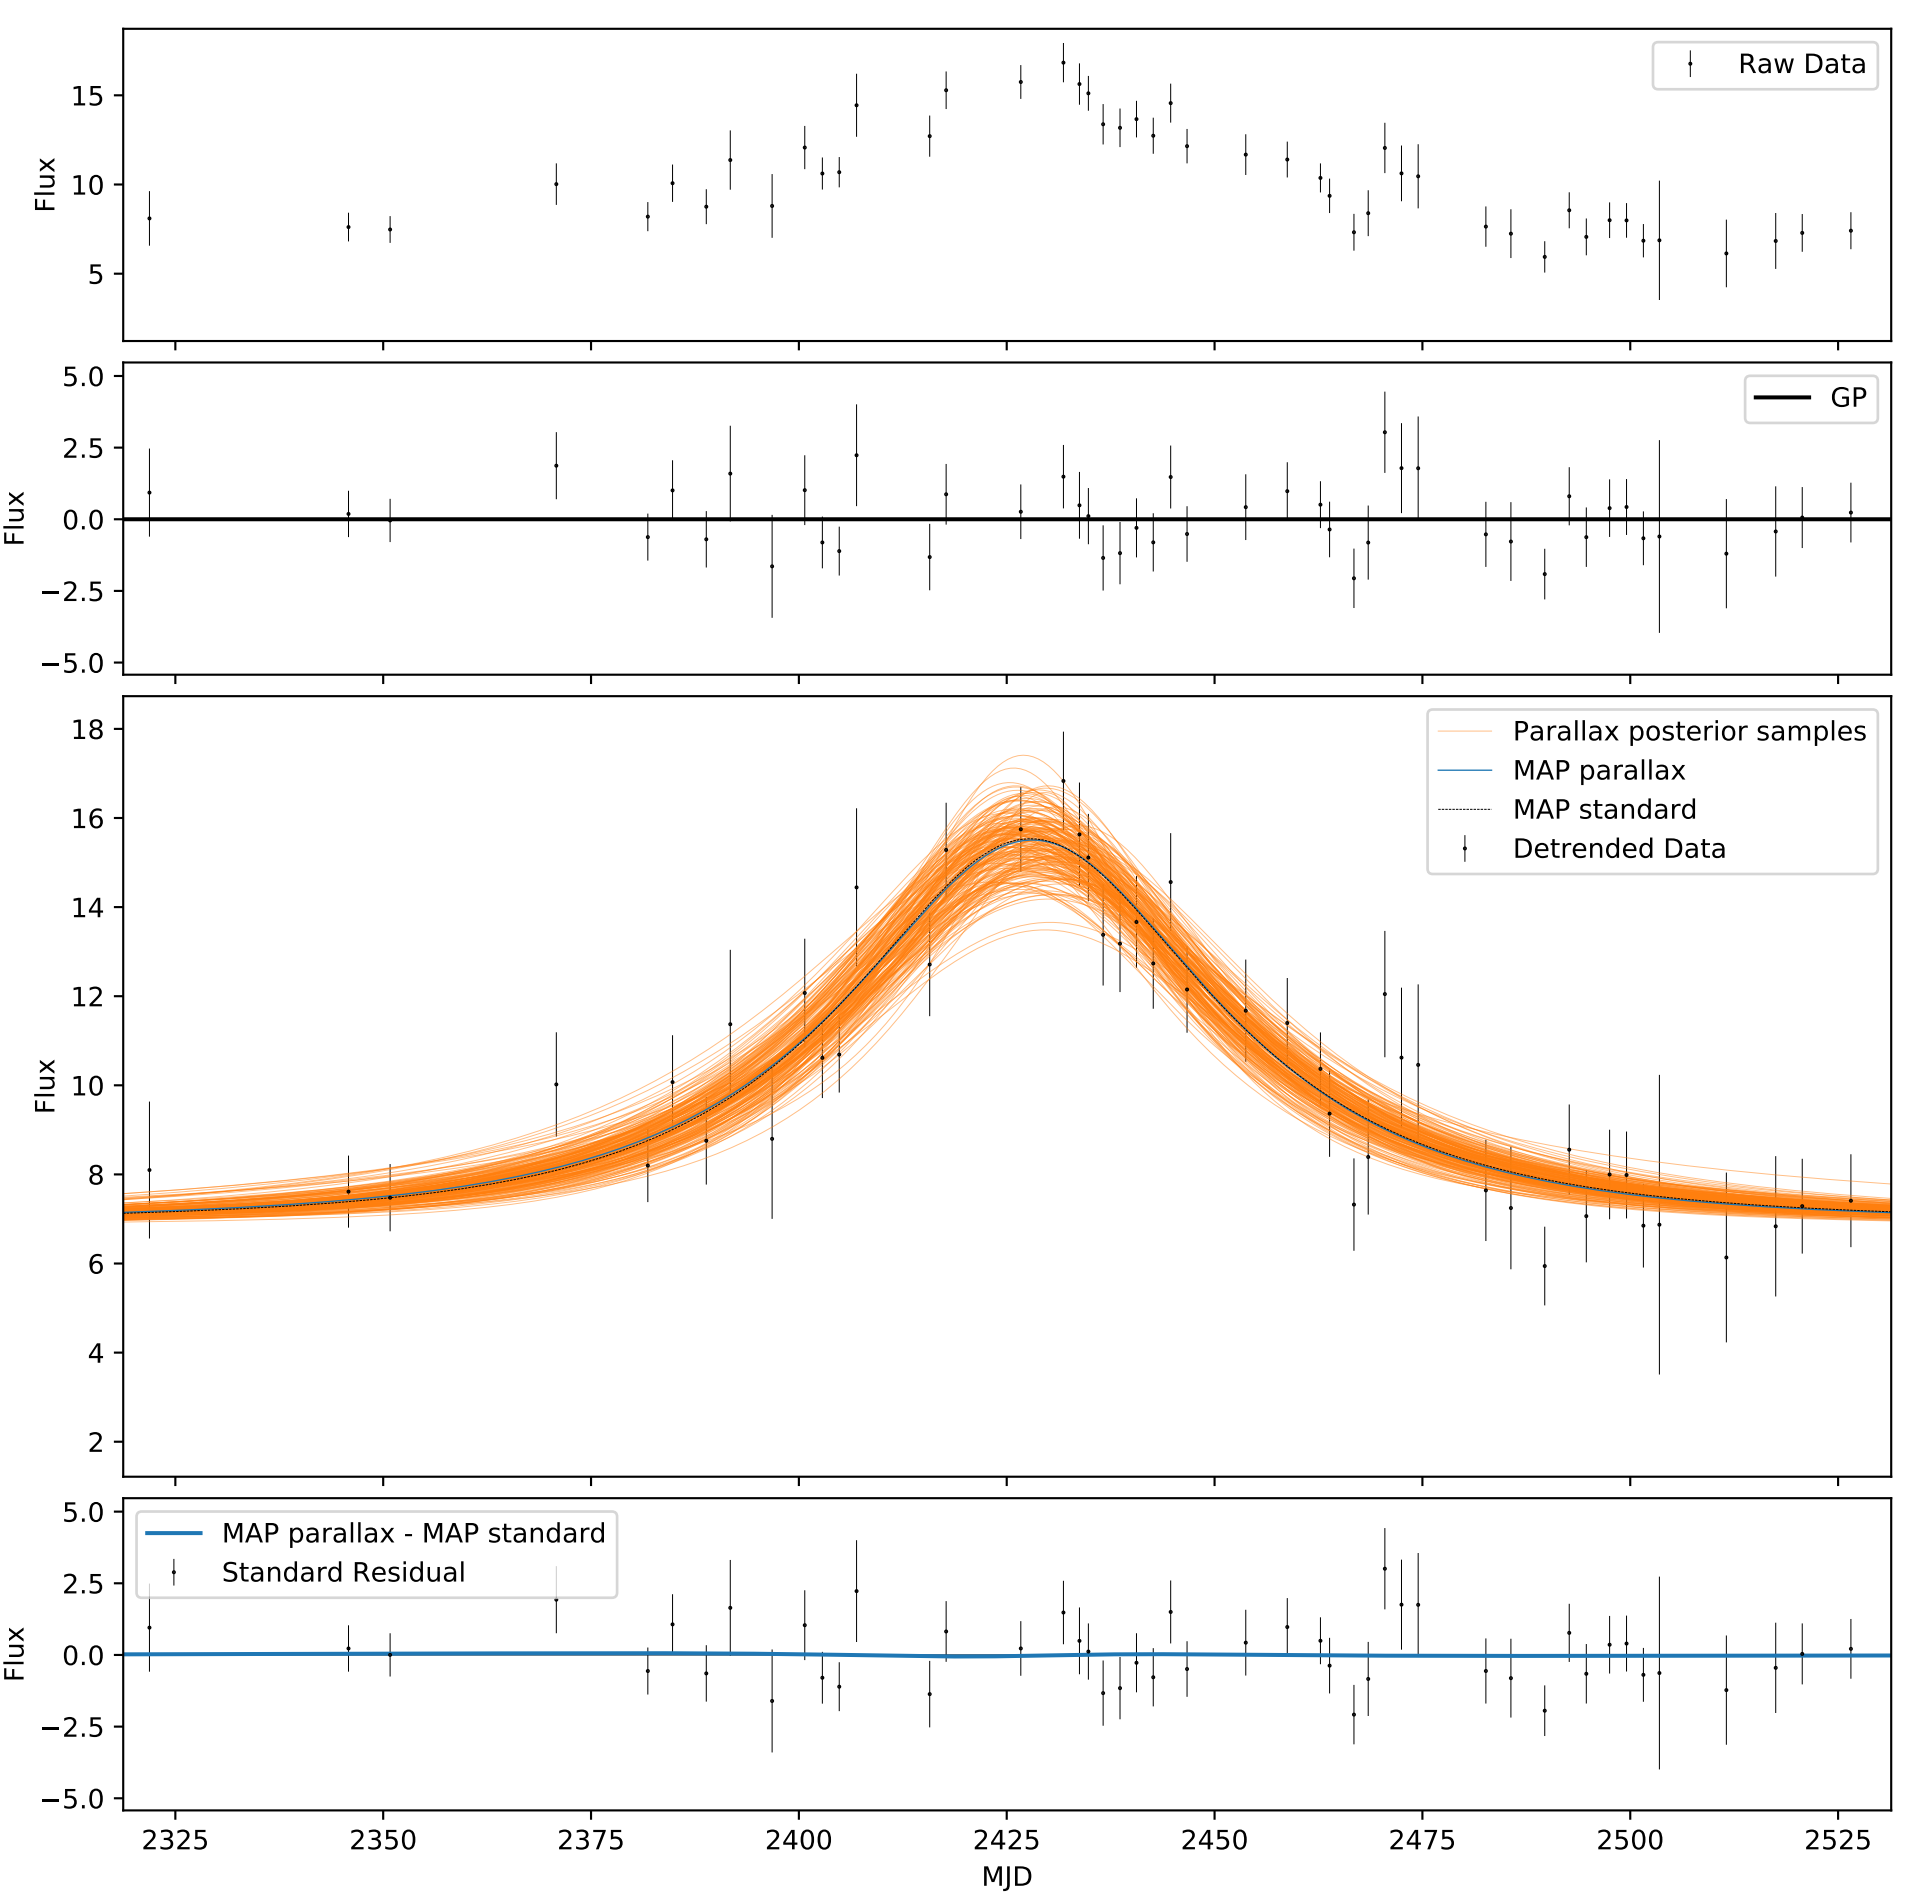 Raw Data
15
10
5
Flux
GP
5.0
2.5
0.0
−2.5
−5.0
Flux
Parallax posterior samples
MAP parallax
MAP standard
Detrended Data
18
16
14
12
10
8
6
4
2
Flux
MAP parallax - MAP standard
Standard Residual
5.0
2.5
0.0
−2.5
−5.0
Flux
2325 2350 2375 2400 2425 2450 2475 2500 2525
MJD